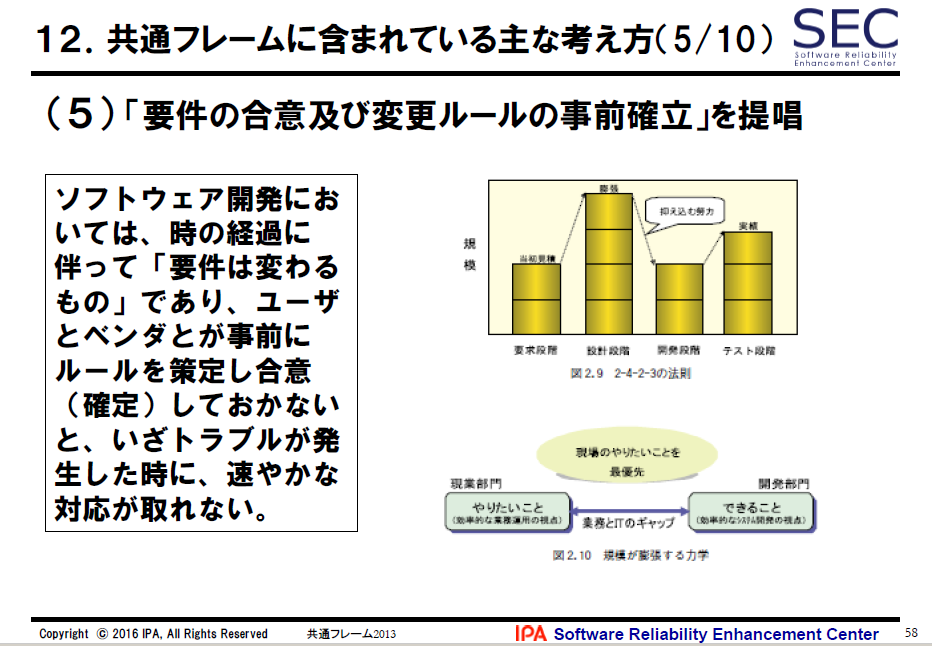 １２．共通フレームに含まれている主な考え方（５/１０）
SEC
Software Reliability
Enhancement Center
（５）「要件の合意及び変更ルールの事前確立」を提唱
ソフトウェア開発にお
いては、時の経過に
伴って「要件は変わる
もの」であり、ユーザ
とベンダとが事前に
ルールを策定し合意
（確定）しておかない
と、いざトラブルが発
生した時に、速やかな
対応が取れない。
規模
当初見積
膨張
抑え込む努力
実績
要求段階 設計段階 開発段階 テスト段階
図2.9 2-4-2-3の法則
現場のやりたいことを
最優先
現業部門
開発部門
やりたいこと
（効率的な業務運用の視点）
業務とITのギャップ
できること
（効率的なｼｽﾃﾑ開発の視点）
図2.10 規模が膨張する力学
Copyright © 2016 IPA, All Rights Reserved
共通フレーム2013
IPA Software Reliability Enhancement Center
58